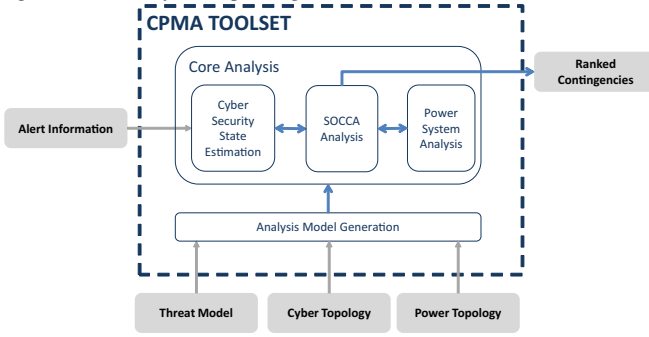 CPMA TOOLSET
Ranked
Contingencies
Core Analysis
Cyber
Security
State
Estimation
SOCCA
Analysis
Power
System
Analysis
Alert Information
Analysis Model Generation
Threat Model
Cyber Topology
Power Topology